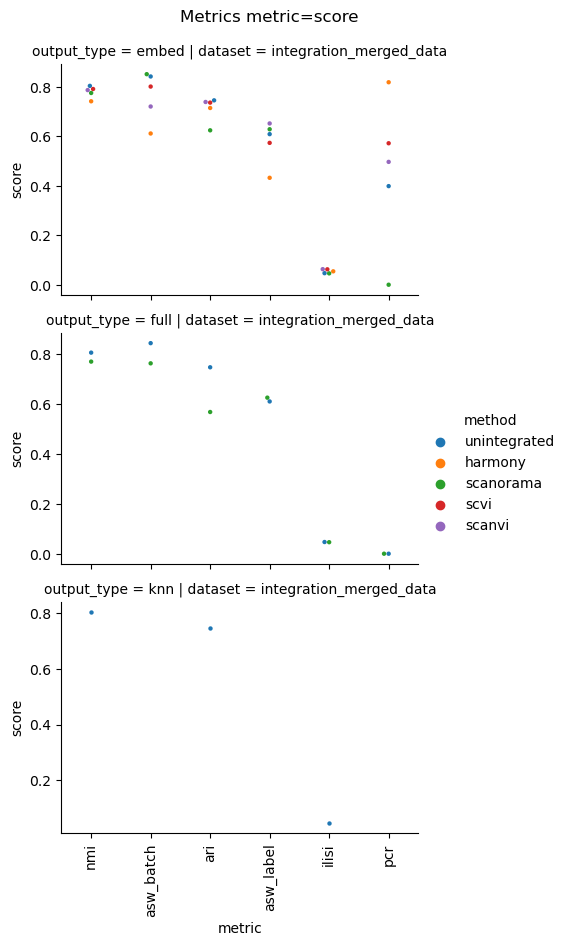 Metrics metric=score
output_type = embed | dataset = integration_merged_data
0.8
0.6
0.4
0.2
0.0
score
output_type = full | dataset = integration_merged_data
0.8
0.6
0.4
0.2
0.0
score
method
unintegrated
harmony
scanorama
scvi
scanvi
output_type = knn | dataset = integration_merged_data
0.8
0.6
0.4
0.2
score
nmi
asw_batch
ari
asw_label
ilisi
pcr
metric